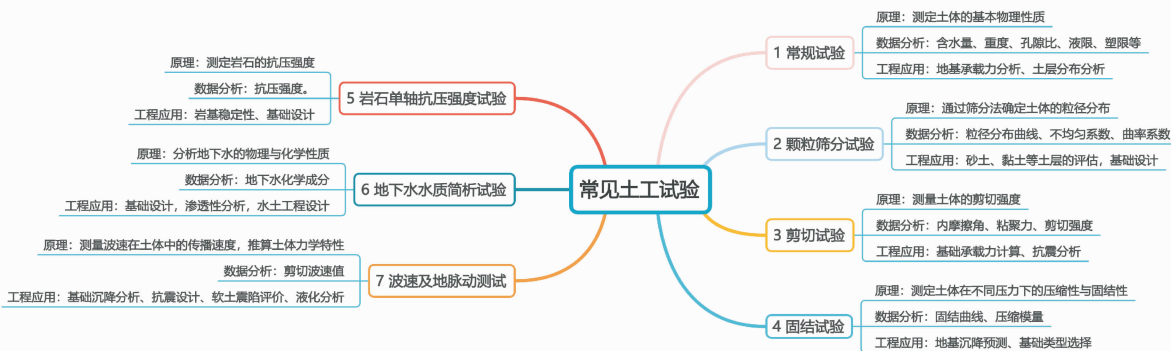 常见土工试验
1 常规试验
原理：测定土体的基本物理性质
数据分析：含水量、重度、孔隙比、液限、塑限等
工程应用：地基承载力分析、土层分布分析
2 颗粒筛分试验
原理：通过筛分法确定土体的粒径分布
数据分析：粒径分布曲线、不均匀系数、曲率系数
工程应用：砂土、黏土等土层的评估，基础设计
3 剪切试验
原理：测量土体的剪切强度
数据分析：内摩擦角、粘聚力、剪切强度
工程应用：基础承载力计算、抗震分析
4 固结试验
原理：测定土体在不同压力下的压缩性与固结性
数据分析：固结曲线、压缩模量
工程应用：地基沉降预测、基础类型选择
5 岩石单轴抗压强度试验
原理：测定岩石的抗压强度
数据分析：抗压强度。
工程应用：岩基稳定性、基础设计
6 地下水水质简析试验
原理：分析地下水的物理与化学性质
数据分析：地下水化学成分
工程应用：基础设计，渗透性分析，水土工程设计
7 波速及地脉动测试
原理：测量波速在土体中的传播速度，推算土体力学特性
数据分析：剪切波速值
工程应用：基础沉降分析、抗震设计、软土震陷评价、液化分析